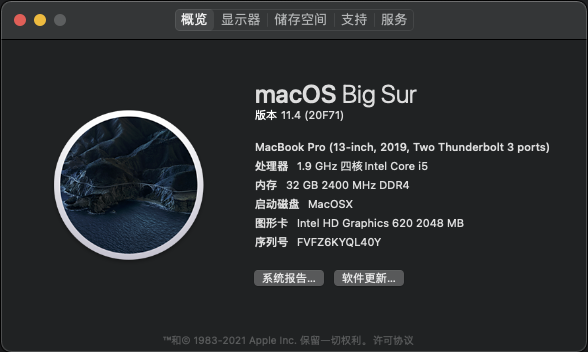 概览 显示器 储存空间 支持 服务
macOS Big Sur
版本 11.4 (20F71)
MacBook Pro (13-inch, 2019, Two Thunderbolt 3 ports)
处理器 1.9 GHz 四核Intel Core i5
内存 32 GB 2400 MHz DDR4
启动磁盘 MacOSX
图形卡 Intel HD Graphics 620 2048 MB
序列号 FVFZ6KYQL40Y
系统报告... 软件更新...
™和© 1983-2021 Apple Inc. 保留一切权利。许可协议